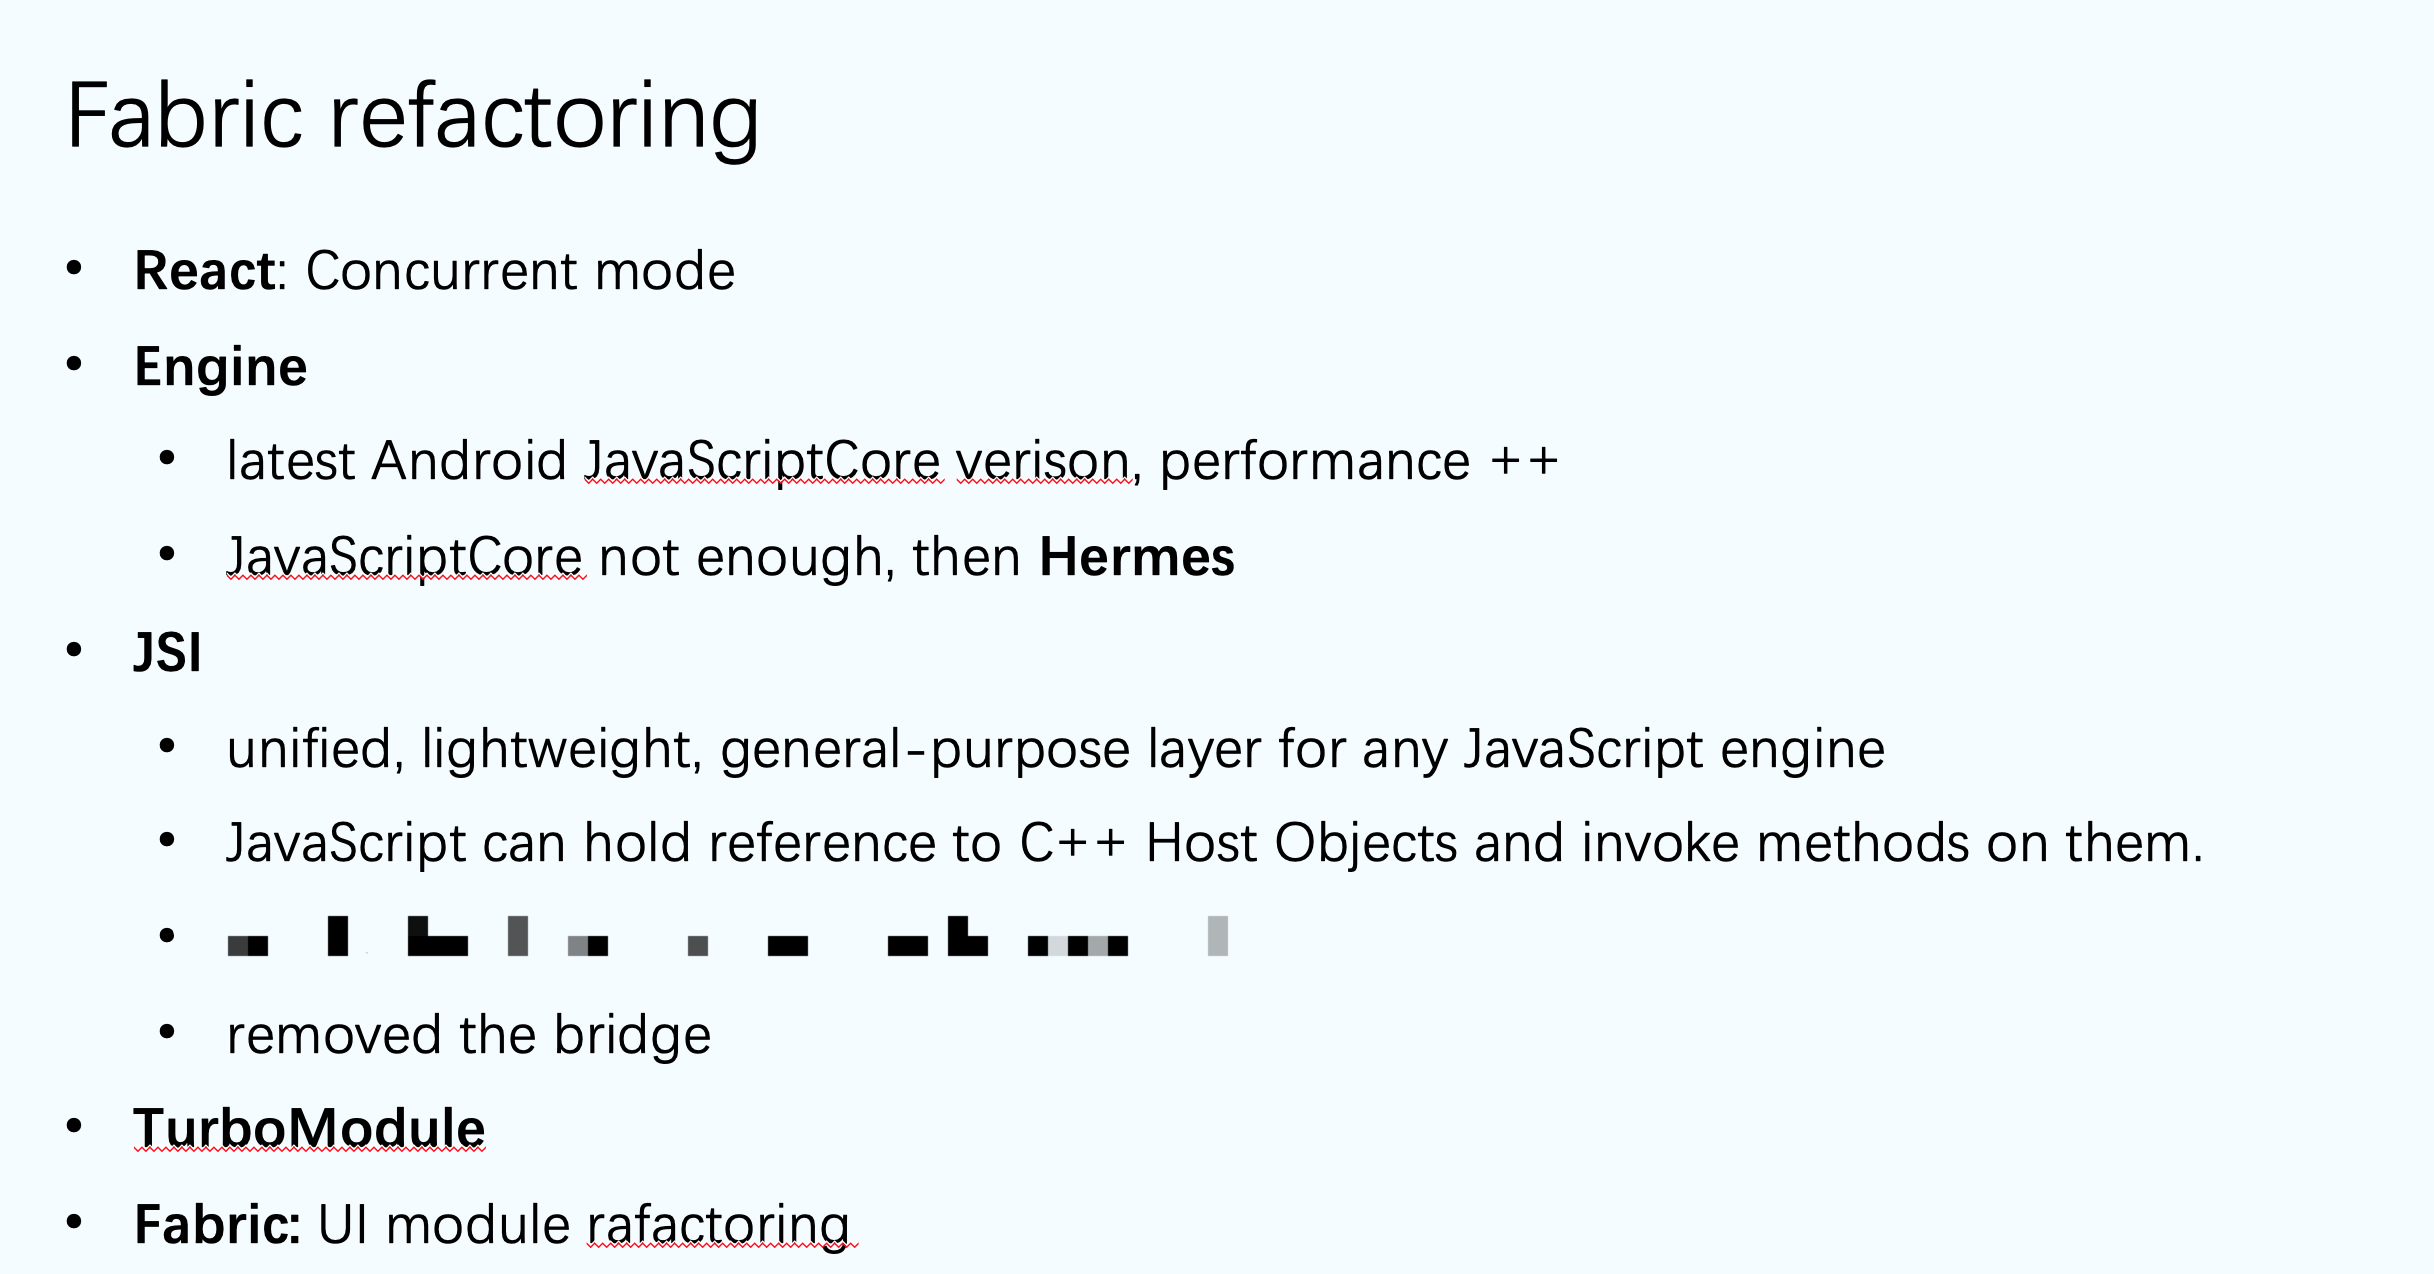 Fabric refactoring
• React: Concurrent mode
• Engine
• latest Android JavaScriptCore verison, performance ++
• JavaScriptCore not enough, then Hermes
• JSI
• unified, lightweight, general-purpose layer for any JavaScript engine
• JavaScript can hold reference to C++ Host Objects and invoke methods on them.
•
• removed the bridge
• TurboModule
• Fabric: UI module rafactoring